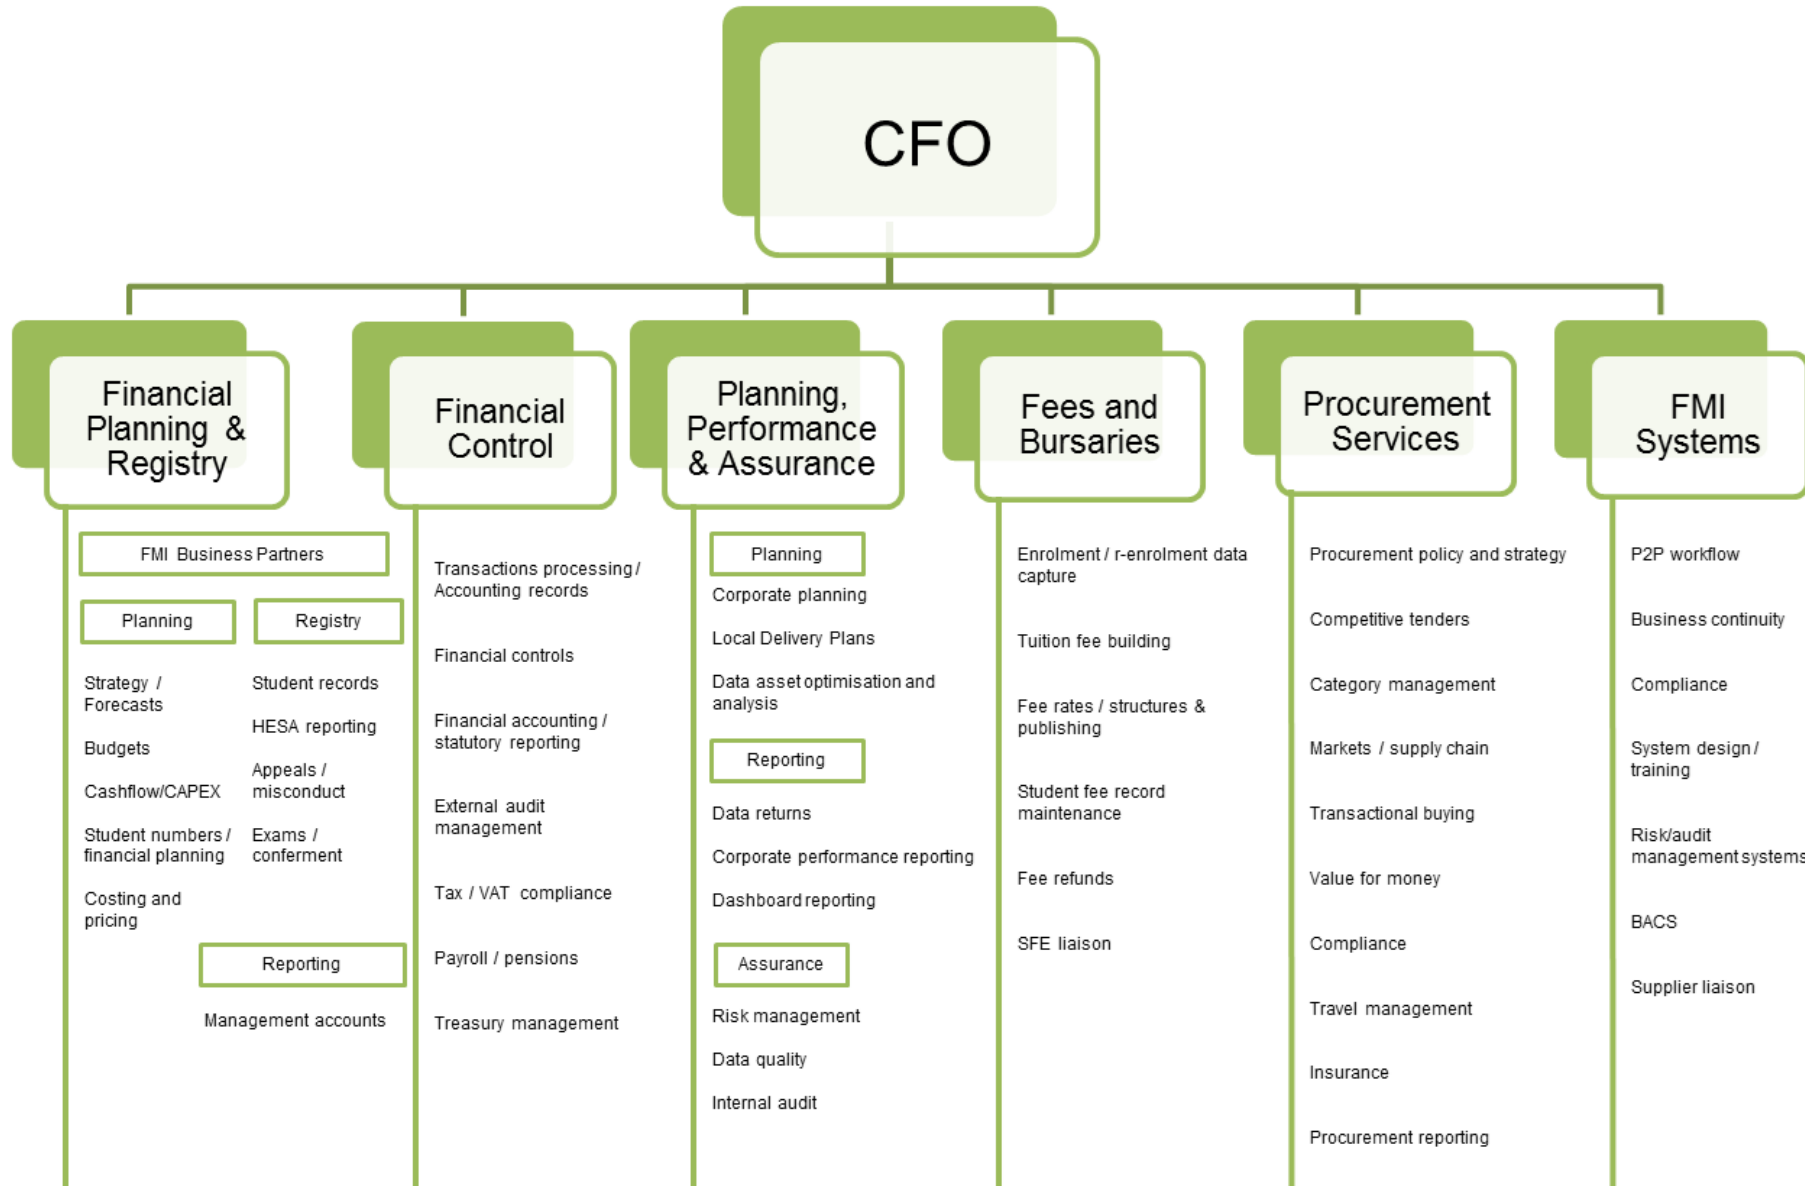 CFO
Financial
Planning &
Registry
FMI Business Partners
Planning
Registry
Strategy /
Forecasts
Budgets
Cashflow/CAPEX
Student numbers /
financial planning
Costing and
pricing
Student records
HESA reporting
Appeals /
misconduct
Exams /
conferment
Reporting
Management accounts
Financial
Control
Transactions processing /
Accounting records
Financial controls
Financial accounting /
statutory reporting
External audit
management
Tax / VAT compliance
Payroll / pensions
Treasury management
Planning,
Performance
& Assurance
Planning
Corporate planning
Local Delivery Plans
Data asset optimisation and
analysis
Reporting
Data returns
Corporate performance reporting
Dashboard reporting
Assurance
Risk management
Data quality
Internal audit
Fees and
Bursaries
Enrolment / r-enrolment data
capture
Tuition fee building
Fee rates / structures &
publishing
Student fee record
maintenance
Fee refunds
SFE liaison
Procurement
Services
Procurement policy and strategy
Competitive tenders
Category management
Markets / supply chain
Transactional buying
Value for money
Compliance
Travel management
Insurance
Procurement reporting
FMI
Systems
P2P workflow
Business continuity
Compliance
System design /
training
Risk/audit
management systems
BACS
Supplier liaison